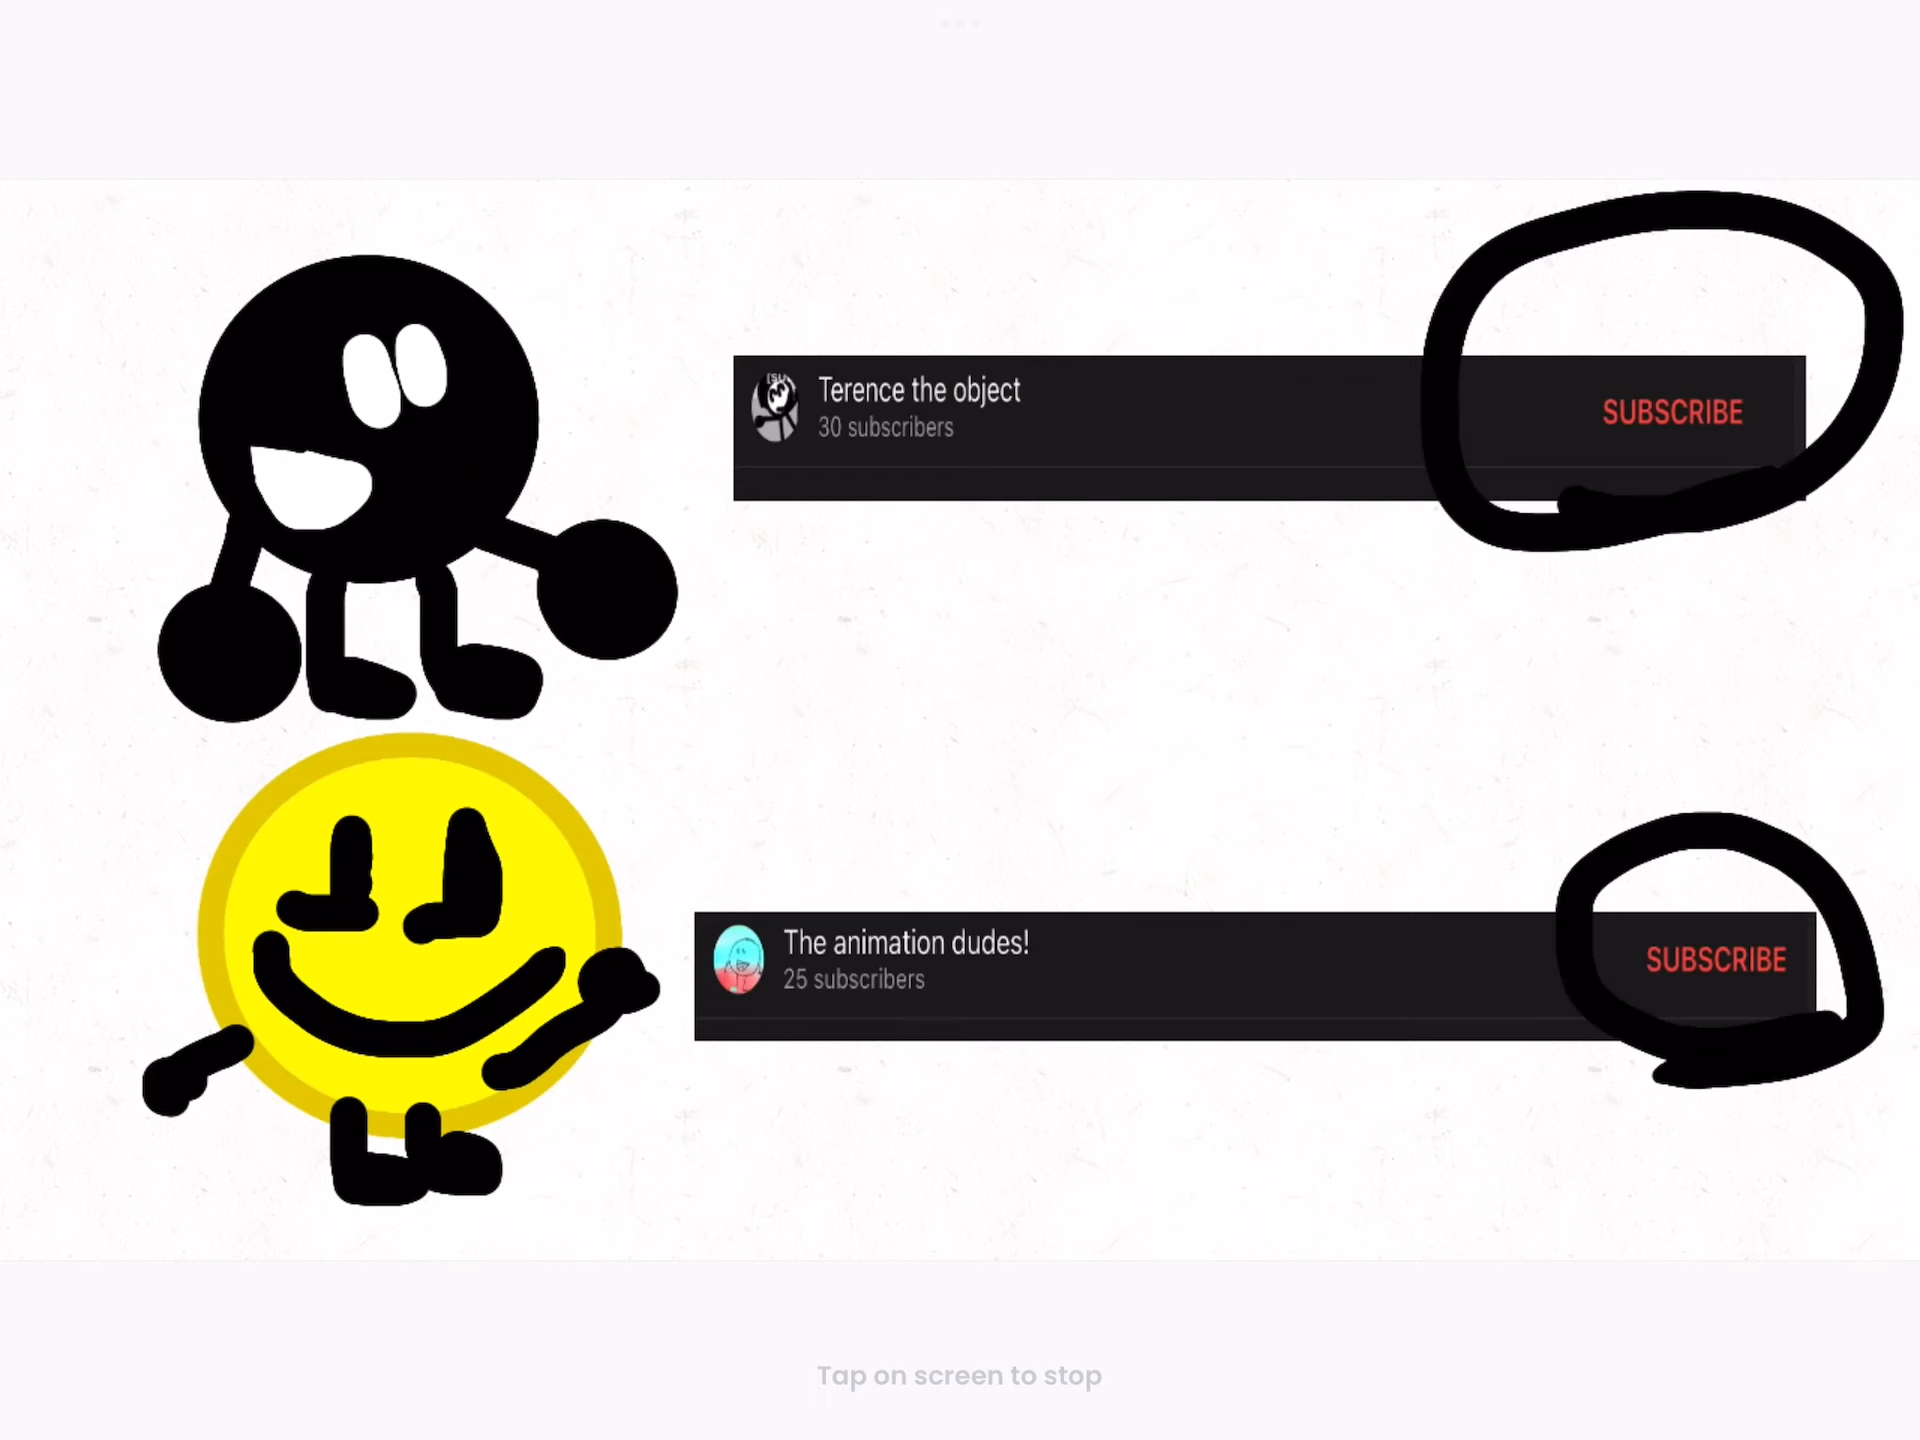 Terence the object
30 subscribers
SUBSCRIBE
The animation dudes!
25 subscribers
SUBSCRIBE
Tap on screen to stop